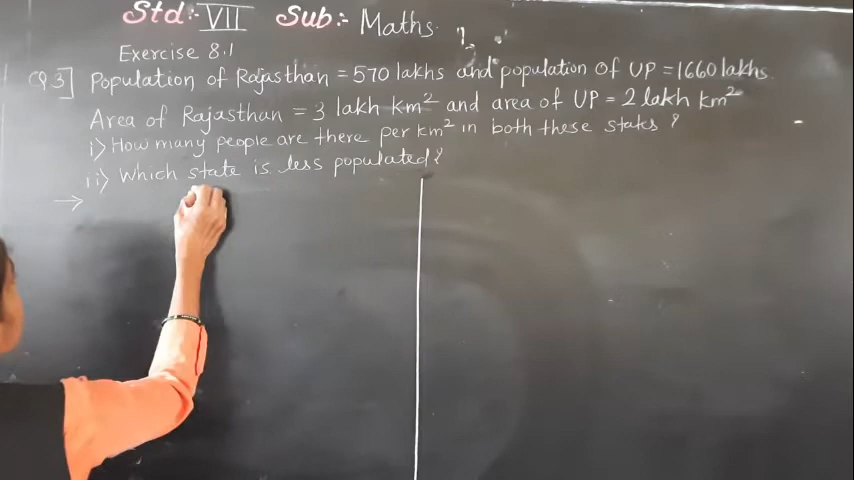 Std:- VII Sub:- Maths.
Exercise 8.1
Q3] Population of Rajasthan = 570 lakhs and population of UP = 1660 lakhs.
Area of Rajasthan = 3 lakh km² and area of UP = 2 lakh km²
i) How many people are there per km² in both these states?
ii) Which state is less populated?
→